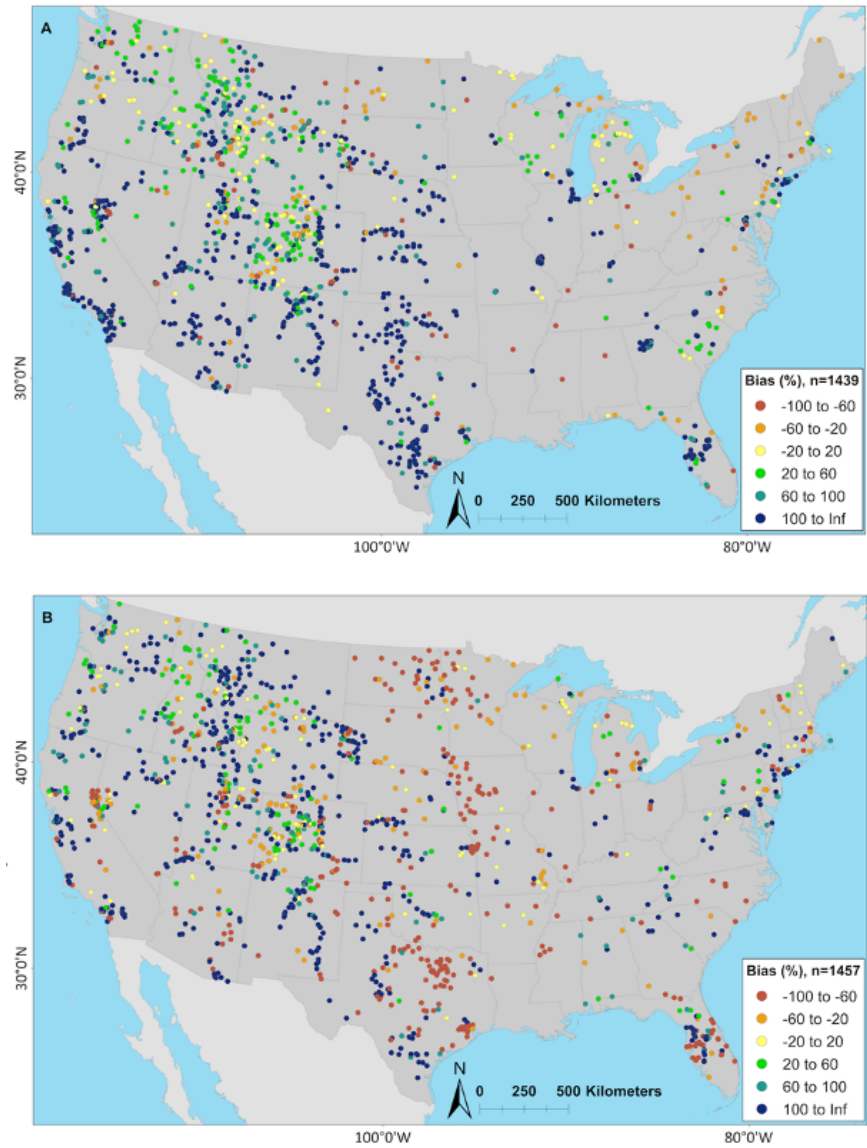 A
40°0'N
30°0'N
Bias (%), n=1439
-100 to -60
-60 to -20
-20 to 20
20 to 60
60 to 100
100 to Inf
N
0 250 500 Kilometers
100°0'W
80°0'W
B
40°0'N
30°0'N
Bias (%), n=1457
-100 to -60
-60 to -20
-20 to 20
20 to 60
60 to 100
100 to Inf
N
0 250 500 Kilometers
100°0'W
80°0'W